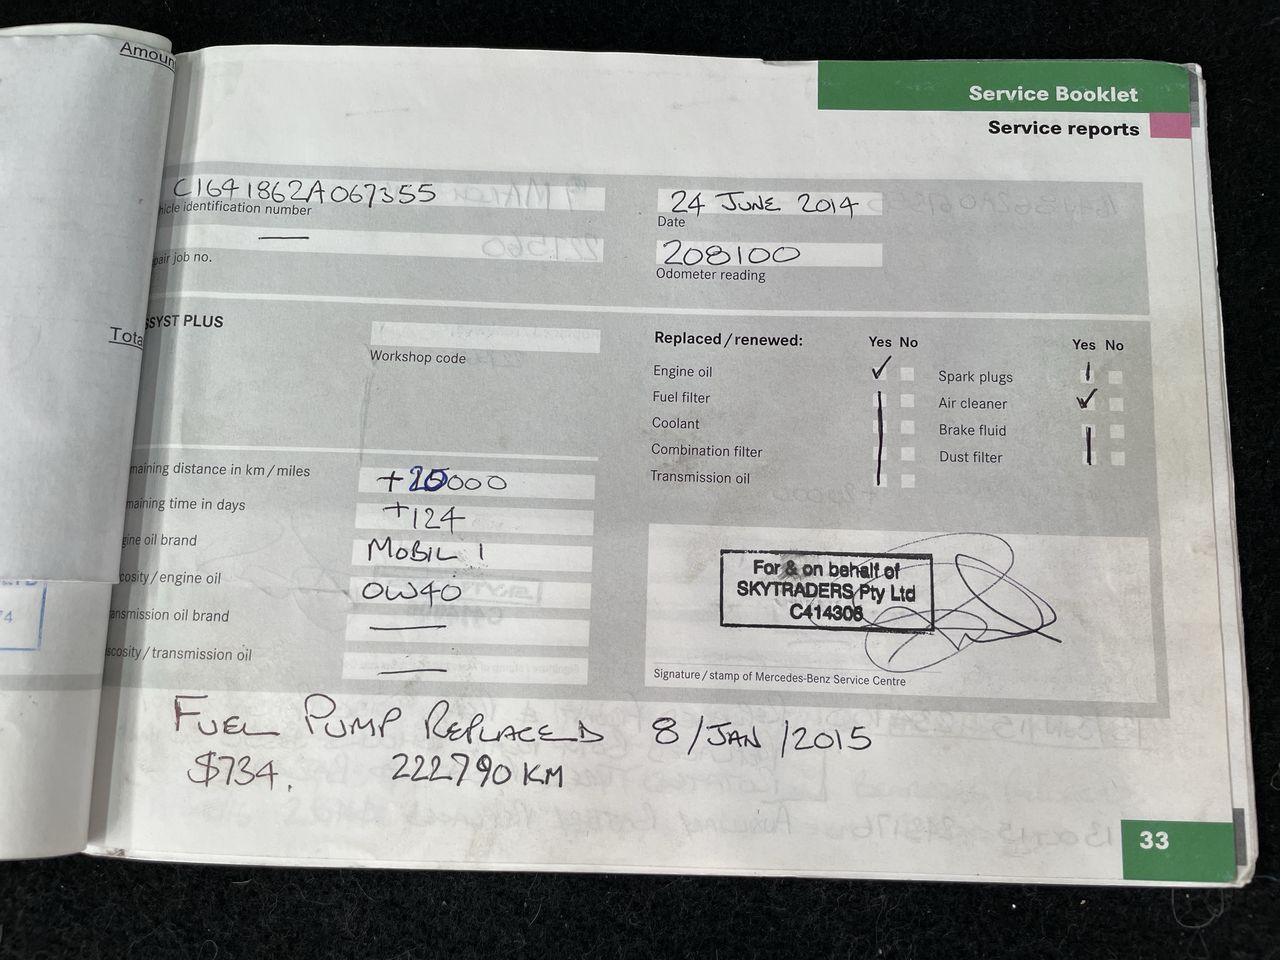 Amoun
Tota
74
Service Booklet
Service reports
C1641862A067355
hicle identification number
24 JUNE 2014
Date
pair job no.
208100
Odometer reading
SSYST PLUS
Workshop code
Replaced/renewed:
Yes No
Yes No
Engine oil
Spark plugs
Fuel filter
Air cleaner
Coolant
Brake fluid
Combination filter
Dust filter
Transmission oil
maining distance in km/miles
+20000
maining time in days
+124
gine oil brand
MOBIL 1
cosity/engine oil
0W40
ansmission oil brand
scosity/transmission oil
For & on behalf of
SKYTRADERS Pty Ltd
C414306
Signature/stamp of Mercedes-Benz Service Centre
FUEL PUMP REPLACED 8/JAN/2015
$734. 222790 KM
33